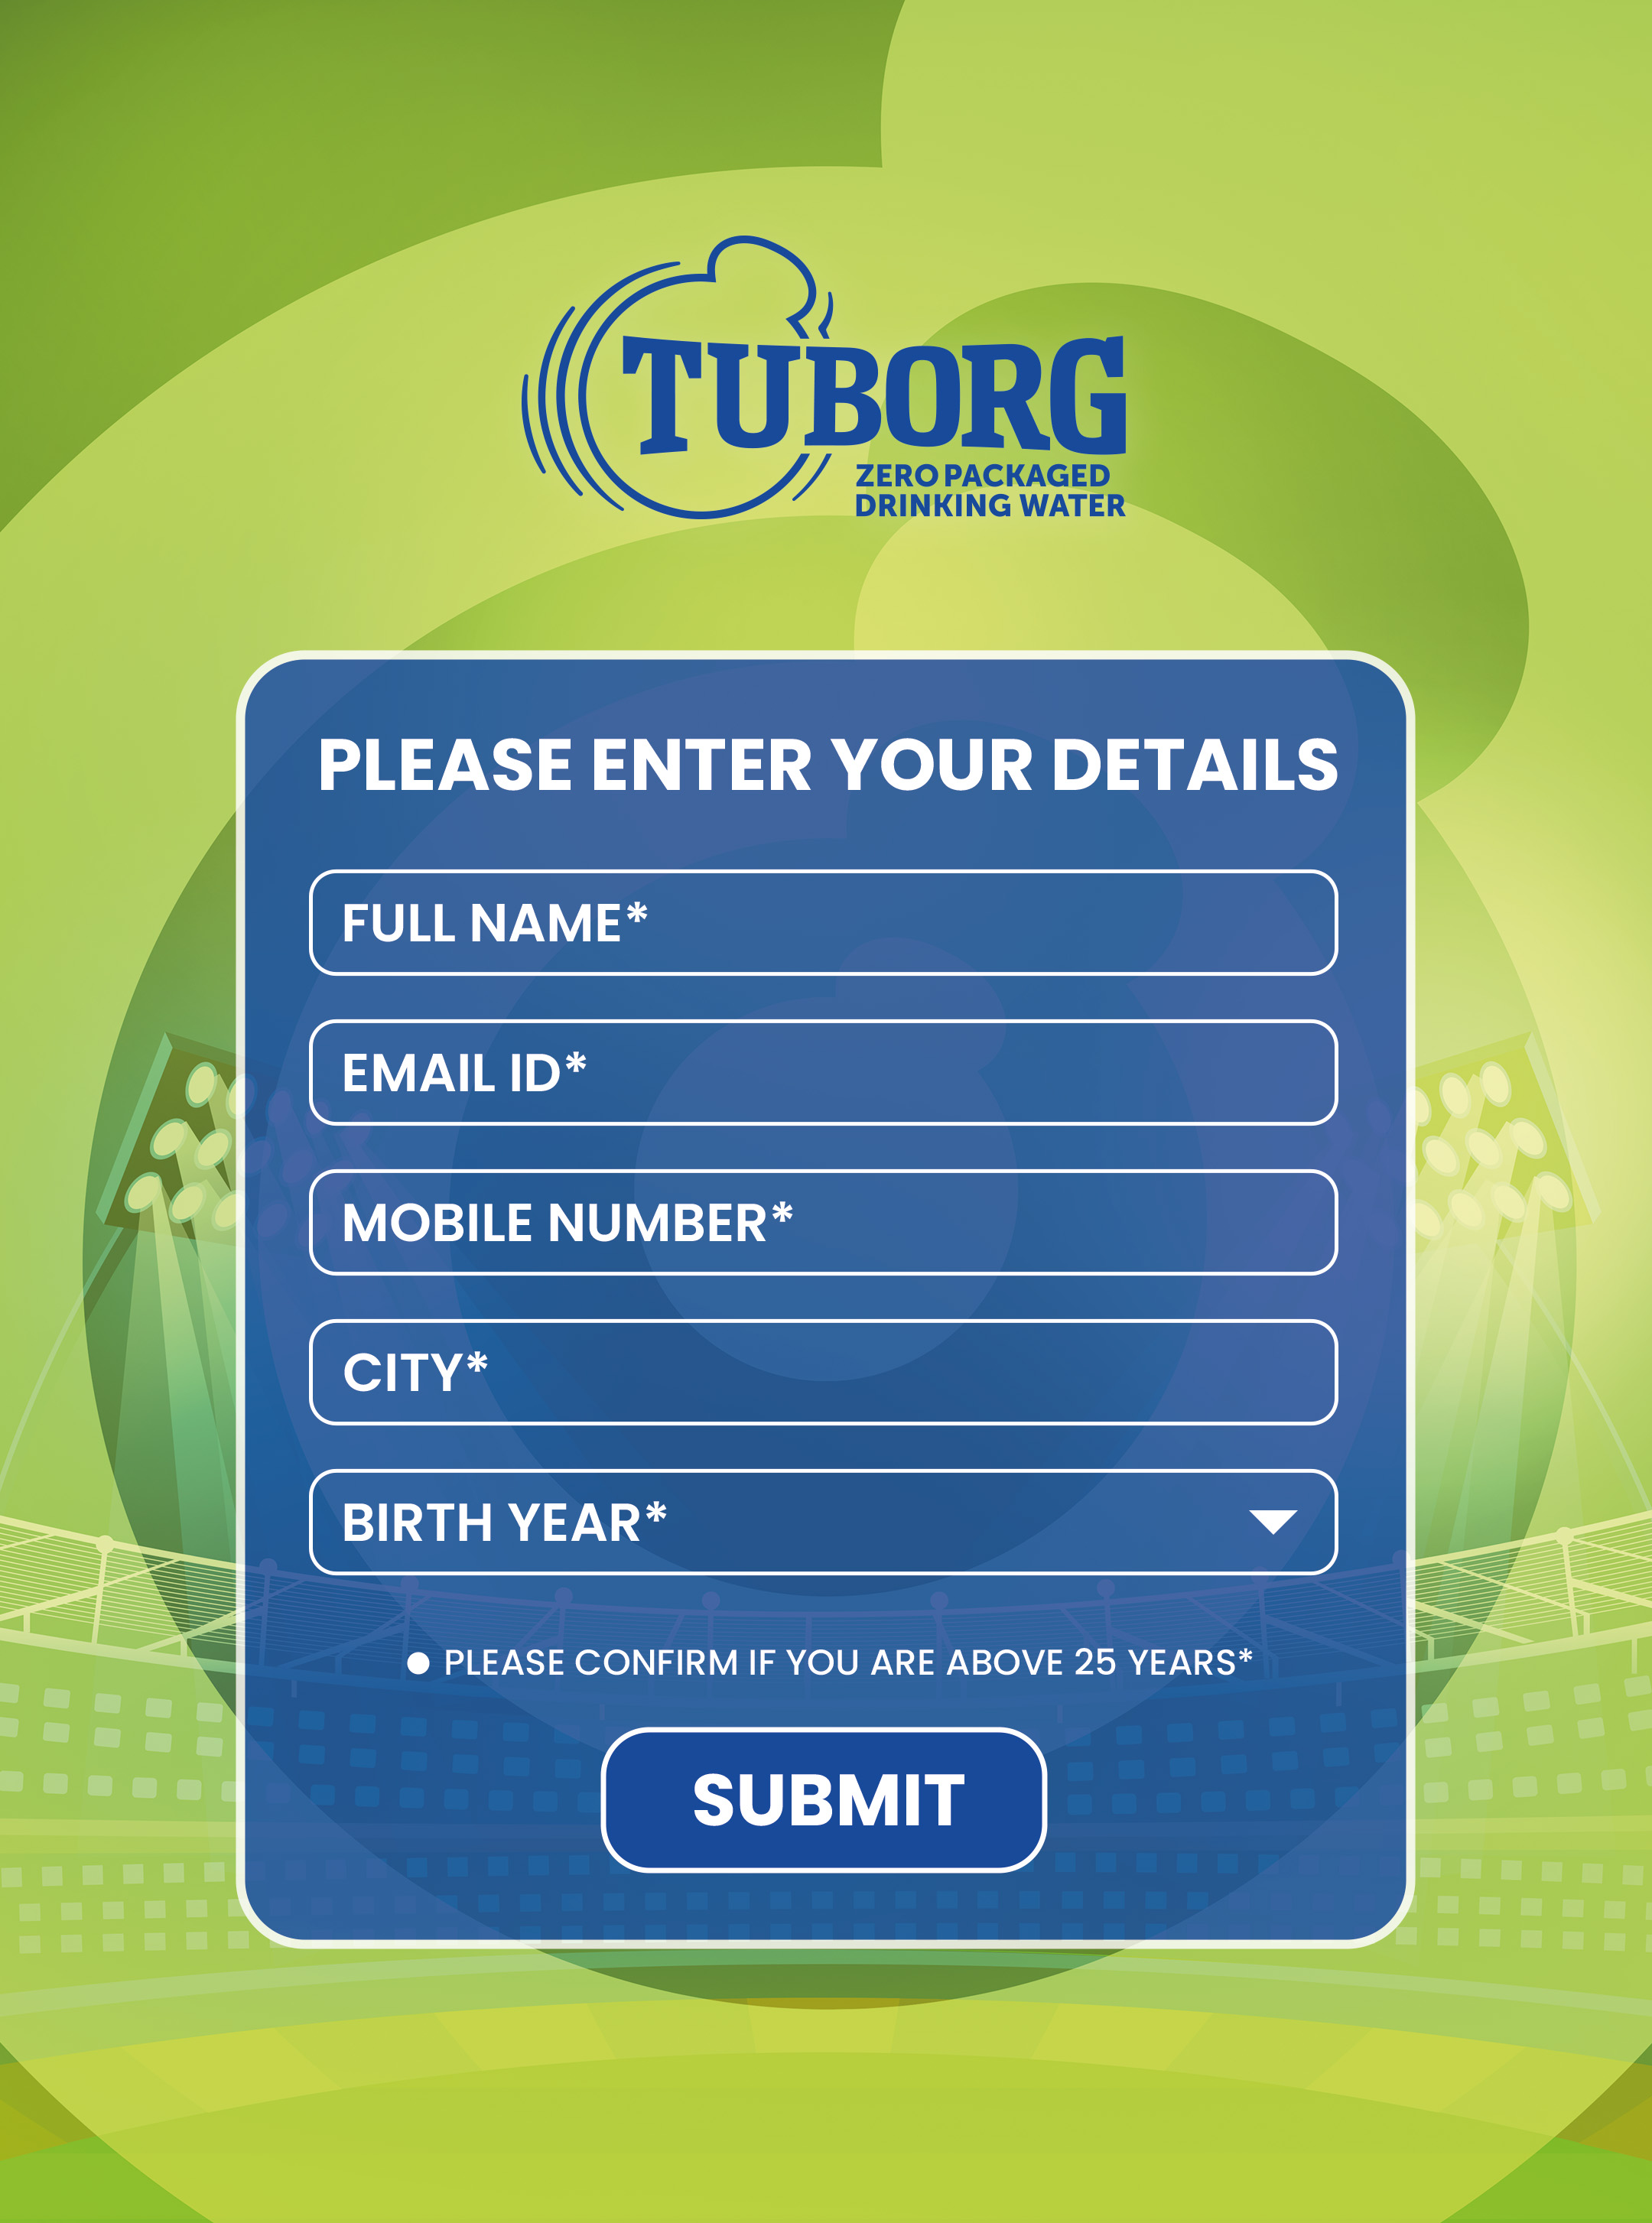 TUBORG
ZERO PACKAGED
DRINKING WATER
PLEASE ENTER YOUR DETAILS
FULL NAME*
EMAIL ID*
MOBILE NUMBER*
CITY*
BIRTH YEAR*
PLEASE CONFIRM IF YOU ARE ABOVE 25 YEARS*
SUBMIT